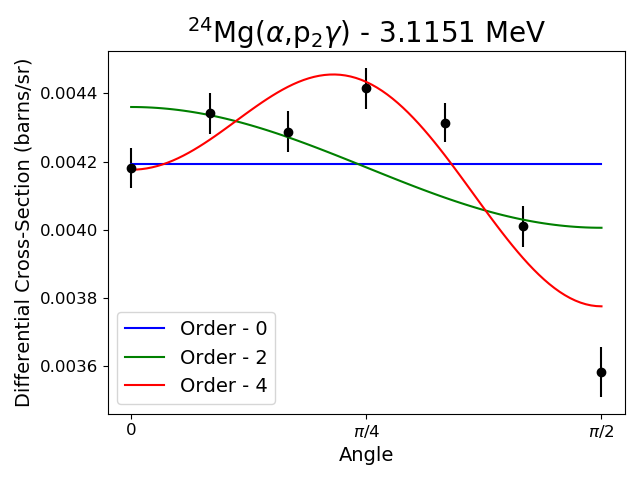 ²⁴Mg(α,p₂γ) - 3.1151 MeV
Differential Cross-Section (barns/sr)
0.0044
0.0042
0.0040
0.0038
0.0036
Order - 0
Order - 2
Order - 4
0 π/4 π/2
Angle